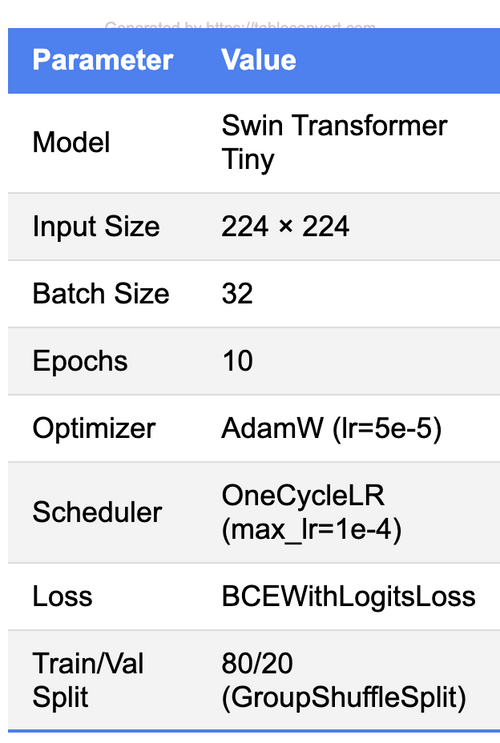 Generated by https://tableconvert.com
Parameter Value
Model Swin Transformer
Tiny
Input Size 224 × 224
Batch Size 32
Epochs 10
Optimizer AdamW (lr=5e-5)
Scheduler OneCycleLR
(max_lr=1e-4)
Loss BCEWithLogitsLoss
Train/Val 80/20
Split (GroupShuffleSplit)